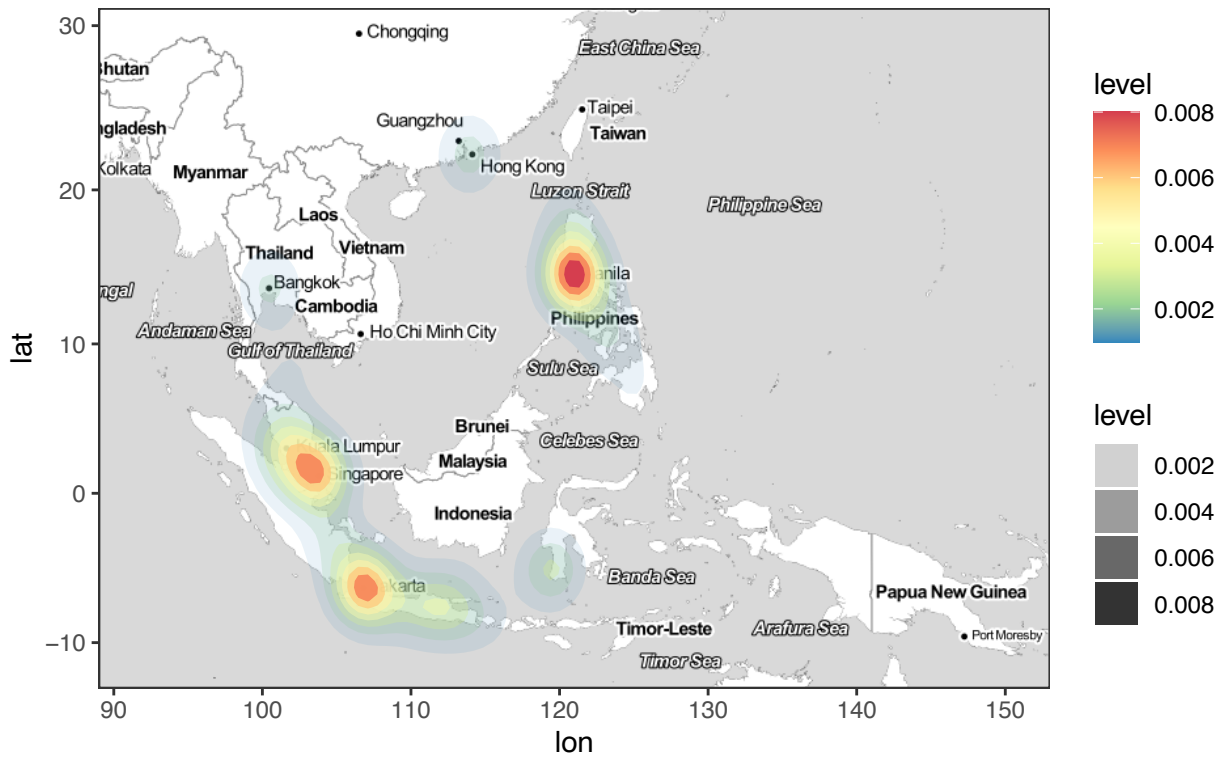 30
Chongqing
East China Sea
Bhutan
ngladesh
Guangzhou
Taipei
Taiwan
Kolkata
Myanmar
Hong Kong
20
Luzon Strait
Philippine Sea
Laos
Thailand
Vietnam
Bangkok
anila
ngal
Cambodia
Philippines
Andaman Sea
Ho Chi Minh City
10
Gulf of Thailand
Sulu Sea
Brunei
Celebes Sea
Kuala Lumpur
Malaysia
Singapore
0
Indonesia
karta
Banda Sea
Papua New Guinea
Timor-Leste
Arafura Sea
Port Moresby
−10
Timor Sea
90
100
110
120
130
140
150
lon
lat
level
0.008
0.006
0.004
0.002
level
0.002
0.004
0.006
0.008